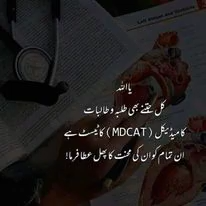 یااللہ
کل جتنے بھی طلبہ و طالبات
کا میڈیکل (MDCAT) کا ٹیسٹ ہے
ان تمام کو ان کی محنت کا پھل عطا فرما!